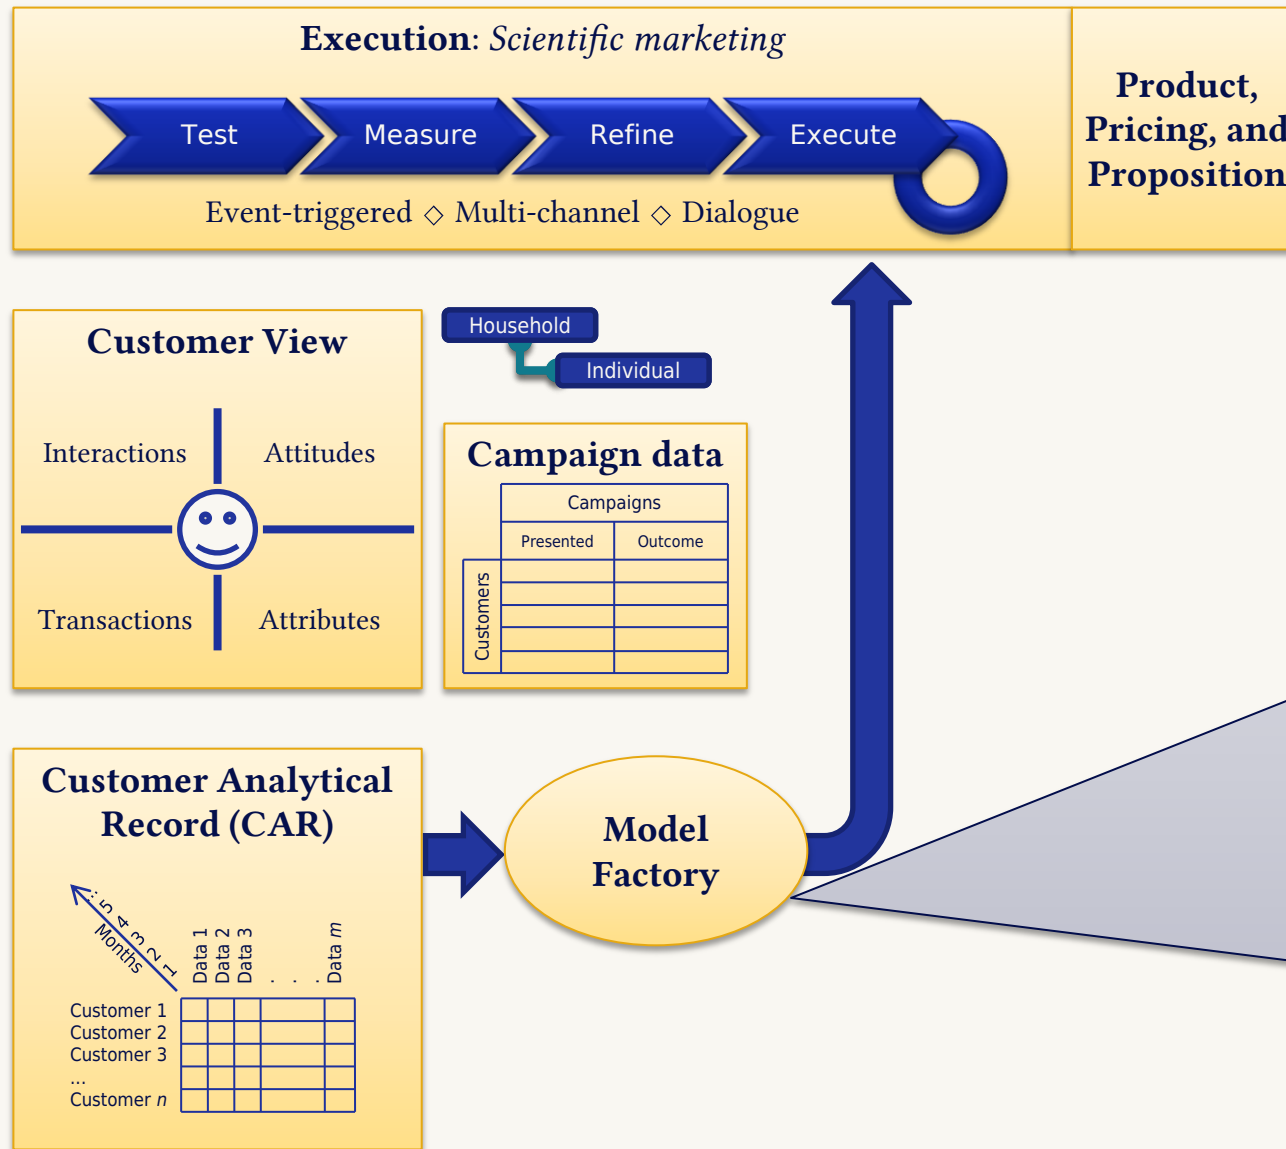 Execution: Scientific marketing
Test
Measure
Refine
Execute
Event-triggered ◇ Multi-channel ◇ Dialogue
Product,
Pricing, and
Proposition
Customer View
Interactions
Attitudes
Transactions
Attributes
Household
Individual
Campaign data
Campaigns
Presented
Outcome
Customers
Customer Analytical
Record (CAR)
... 5 4 3 2 1
Months
Data 1
Data 2
Data 3
. . .
Data m
Customer 1
Customer 2
Customer 3
...
Customer n
Model
Factory